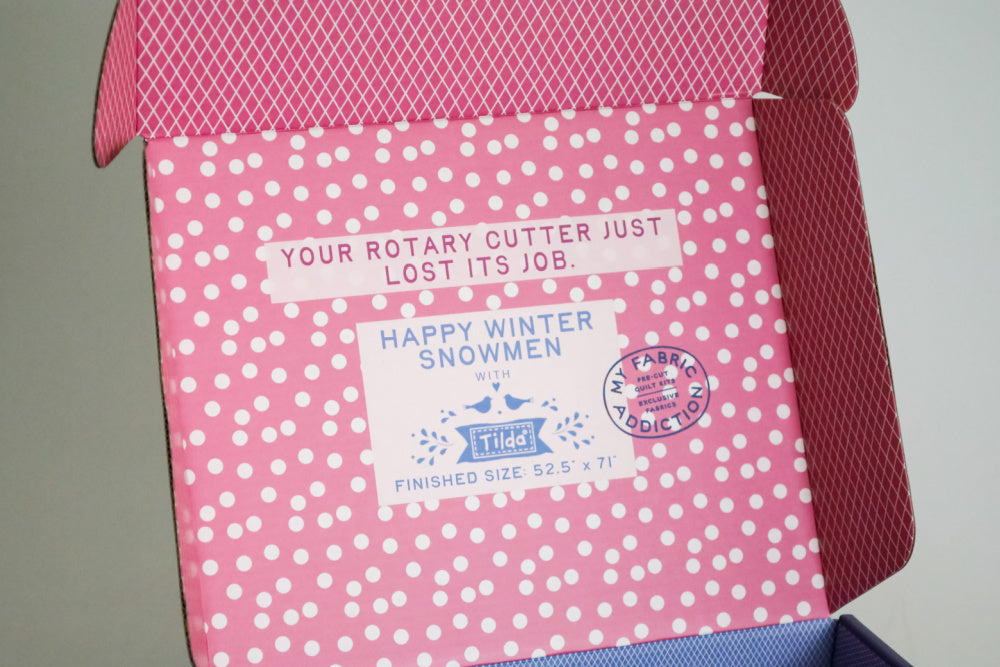 YOUR ROTARY CUTTER JUST
LOST ITS JOB.
HAPPY WINTER
SNOWMEN
WITH
Tilda
FINISHED SIZE: 52.5" x 71"
MY FABRIC
PRE-CUT
QUILT KITS
EXCLUSIVE
FABRICS
ADDICTION